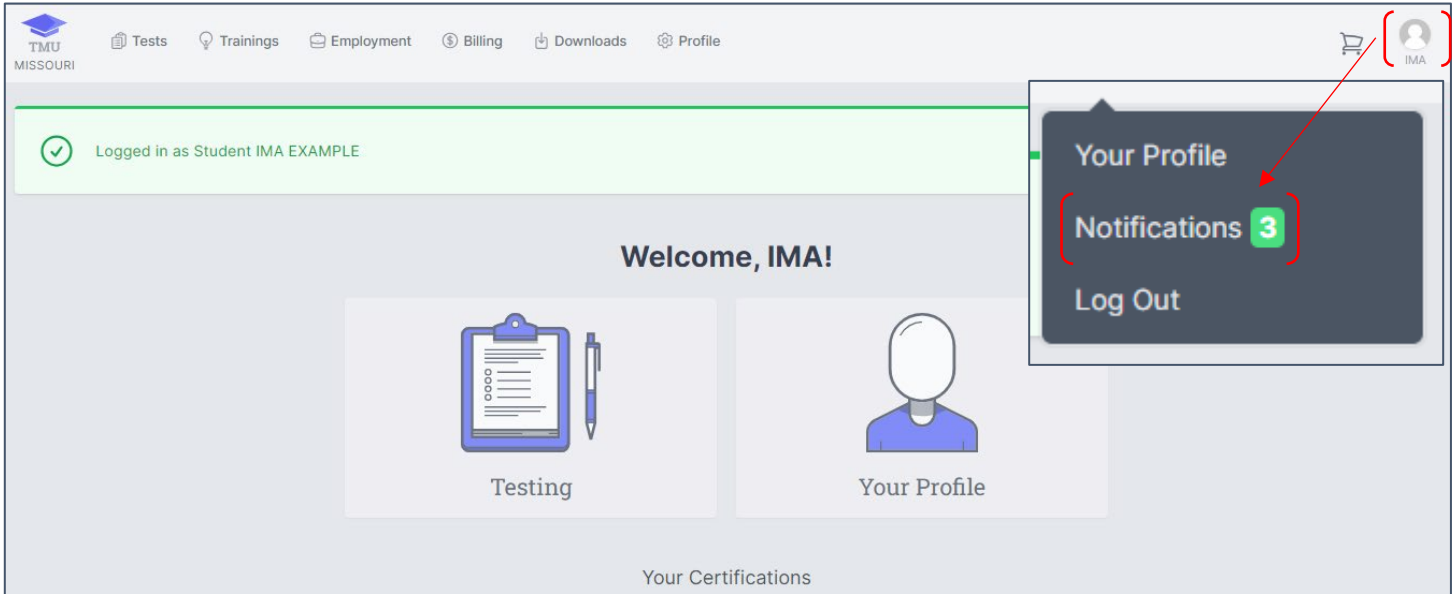 TMU
MISSOURI
Tests Trainings Employment Billing Downloads Profile
IMA
Logged in as Student IMA EXAMPLE
Your Profile
Notifications 3
Log Out
Welcome, IMA!
Testing
Your Profile
Your Certifications